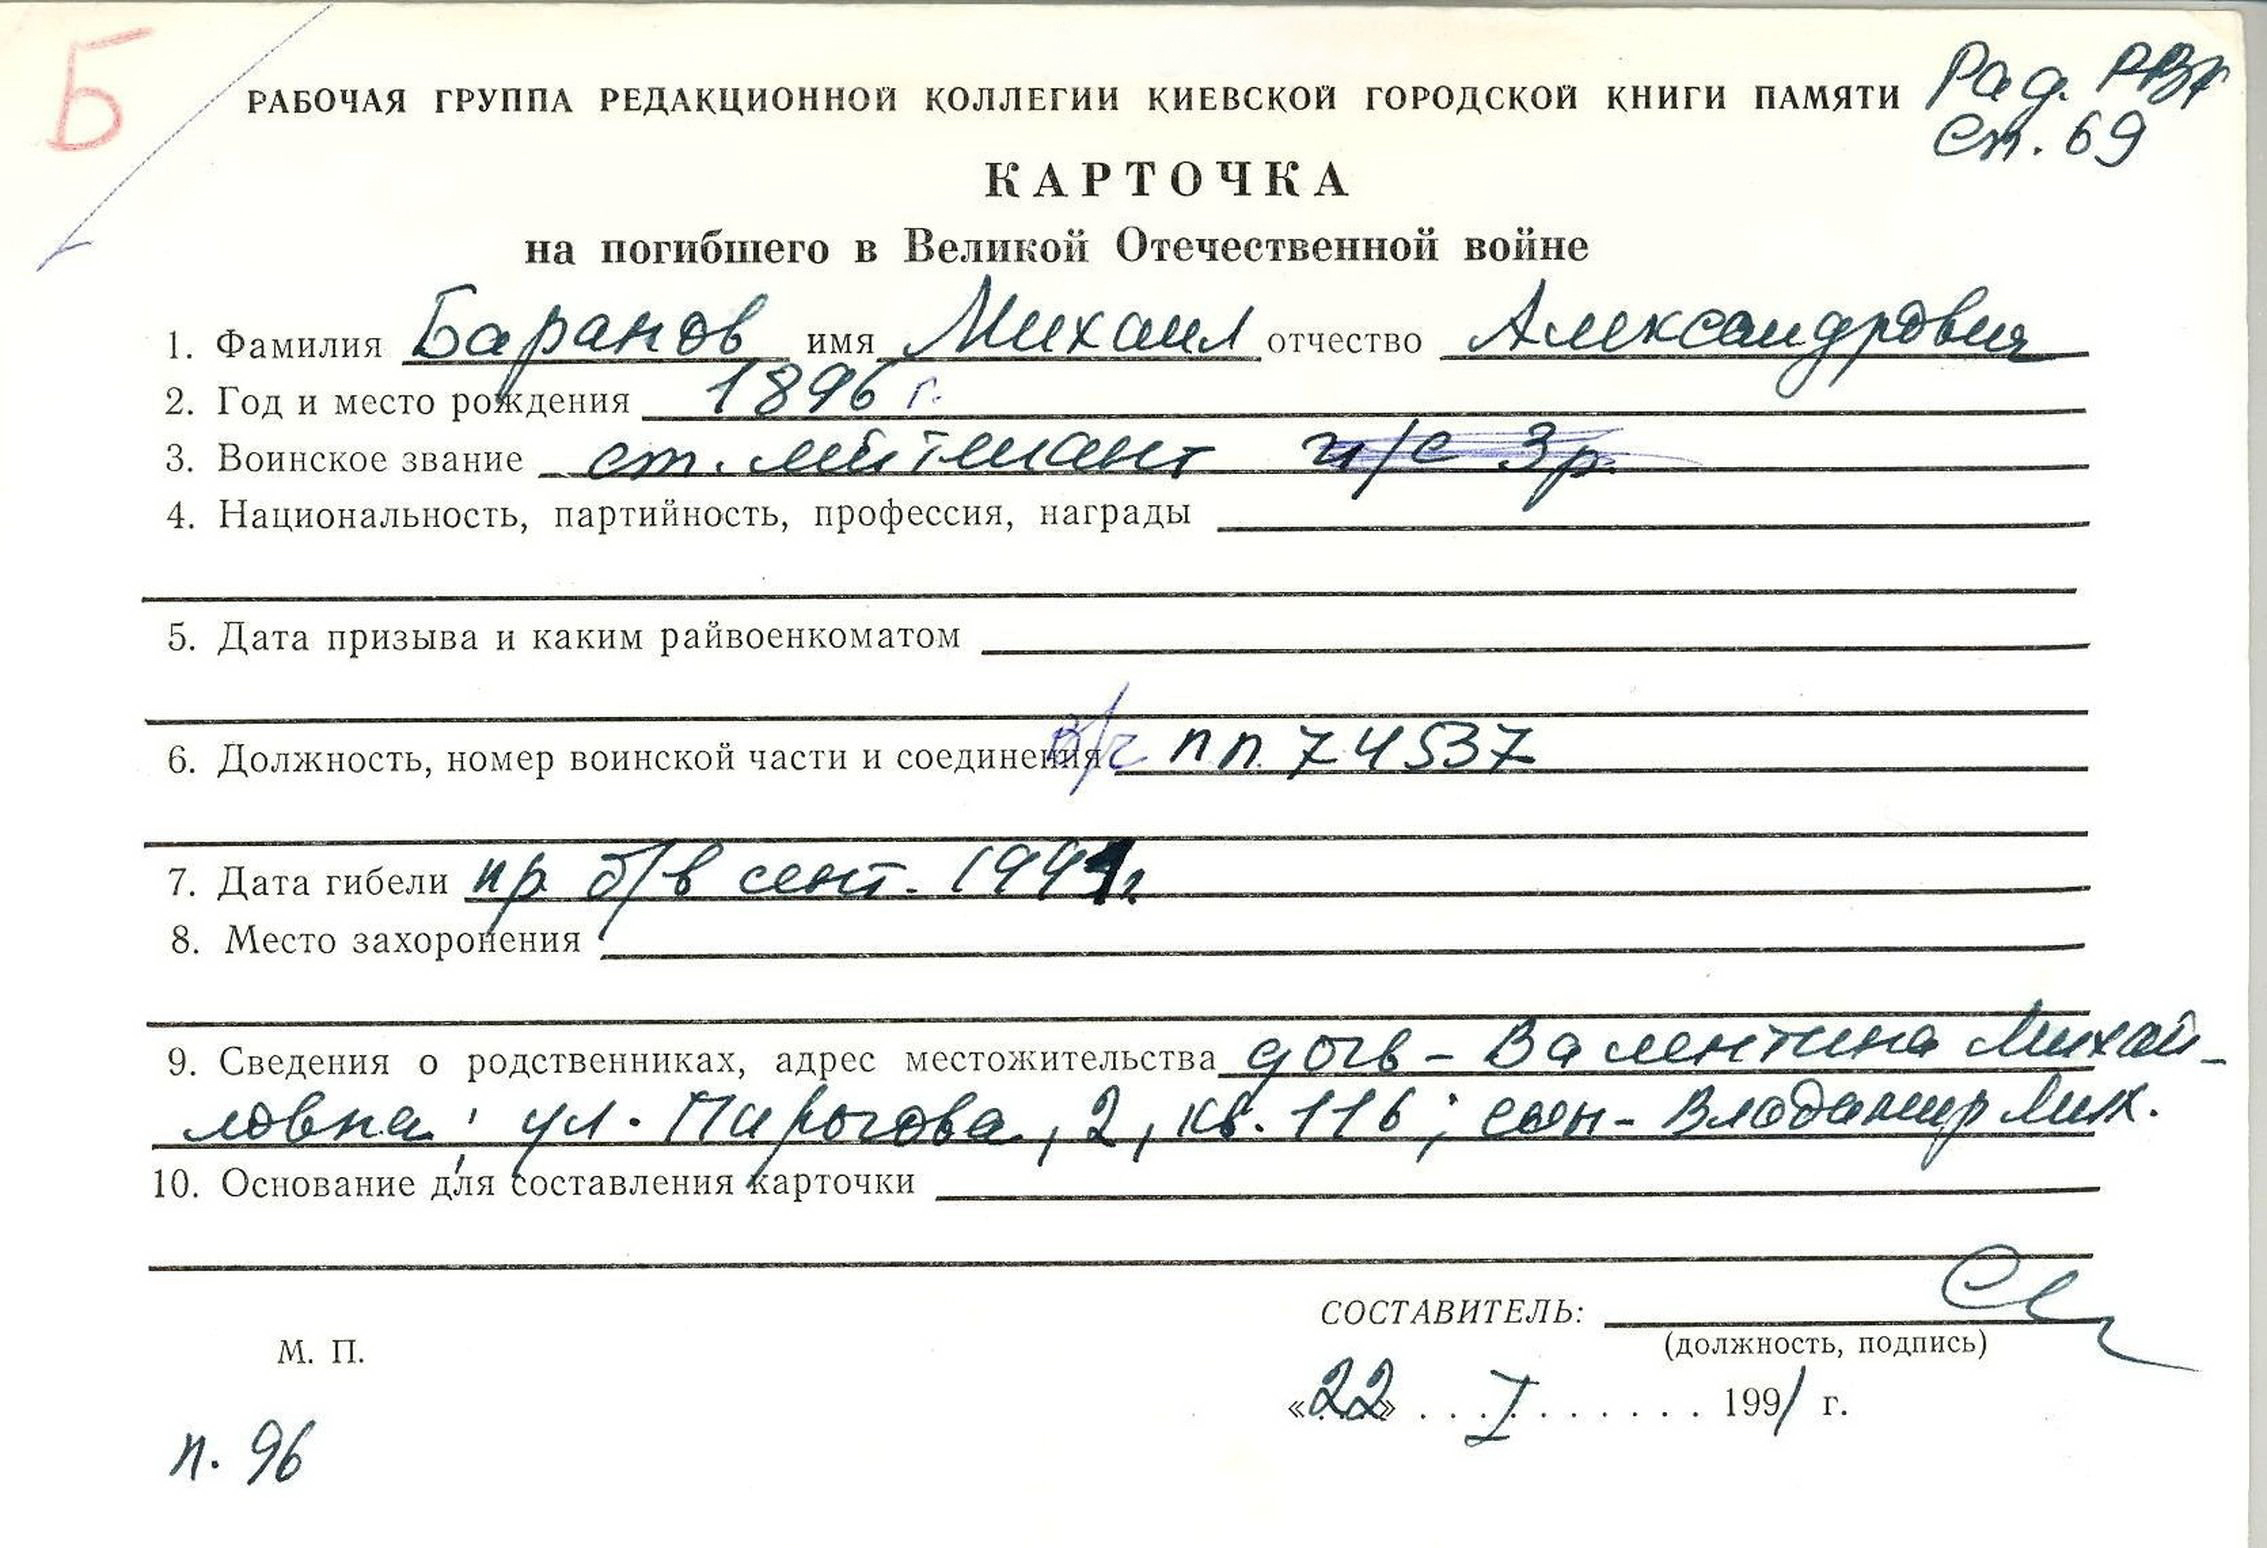 Б
РАБОЧАЯ ГРУППА РЕДАКЦИОННОЙ КОЛЛЕГИИ КИЕВСКОЙ ГОРОДСКОЙ КНИГИ ПАМЯТИ
Рад. РВК
ст. 69
КАРТОЧКА
на погибшего в Великой Отечественной войне
1. Фамилия Баранов имя Михаил отчество Александрович
2. Год и место рождения 1896 г.
3. Воинское звание ст. лейтенант и/с 3р.
4. Национальность, партийность, профессия, награды
5. Дата призыва и каким райвоенкоматом
6. Должность, номер воинской части и соединения в/ч пп 74537
7. Дата гибели пр б/в сент. 1941г
8. Место захоронения
9. Сведения о родственниках, адрес местожительства дочь - Валентина Михай-
ловна; ул. Пирогова, 2, кв. 116; сын - Владимир Мих.
10. Основание для составления карточки
СОСТАВИТЕЛЬ:
(должность, подпись)
М. П.
«22» . . . I . . . . . . . . 1991 г.
п. 96